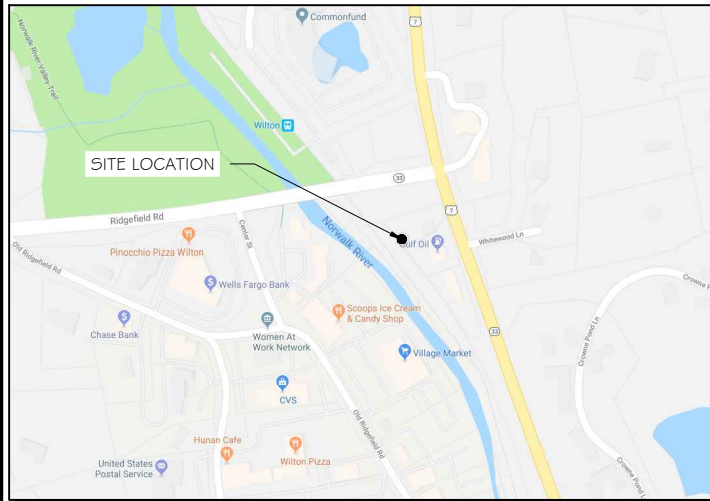 Commonfund
7
Norwalk River Valley Trail
Wilton
SITE LOCATION
33
Ridgefield Rd
7
Old Ridgefield Rd
Center St
Norwalk River
Gulf Oil
Whitewood Ln
Pinocchio Pizza Wilton
Wells Fargo Bank
Crowne P
Scoops Ice Cream
& Candy Shop
Crowne Pond Ln
Chase Bank
Women At
Work Network
33
Village Market
CVS
Old Ridgefield Rd
Hunan Cafe
Wilton Pizza
United States
Postal Service
Crowne Pond Ln